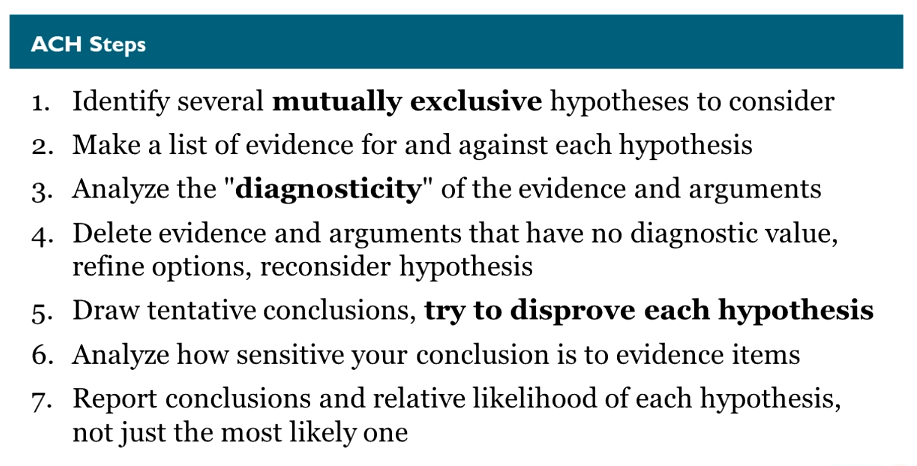 ACH Steps
1. Identify several mutually exclusive hypotheses to consider
2. Make a list of evidence for and against each hypothesis
3. Analyze the "diagnosticity" of the evidence and arguments
4. Delete evidence and arguments that have no diagnostic value,
refine options, reconsider hypothesis
5. Draw tentative conclusions, try to disprove each hypothesis
6. Analyze how sensitive your conclusion is to evidence items
7. Report conclusions and relative likelihood of each hypothesis,
not just the most likely one